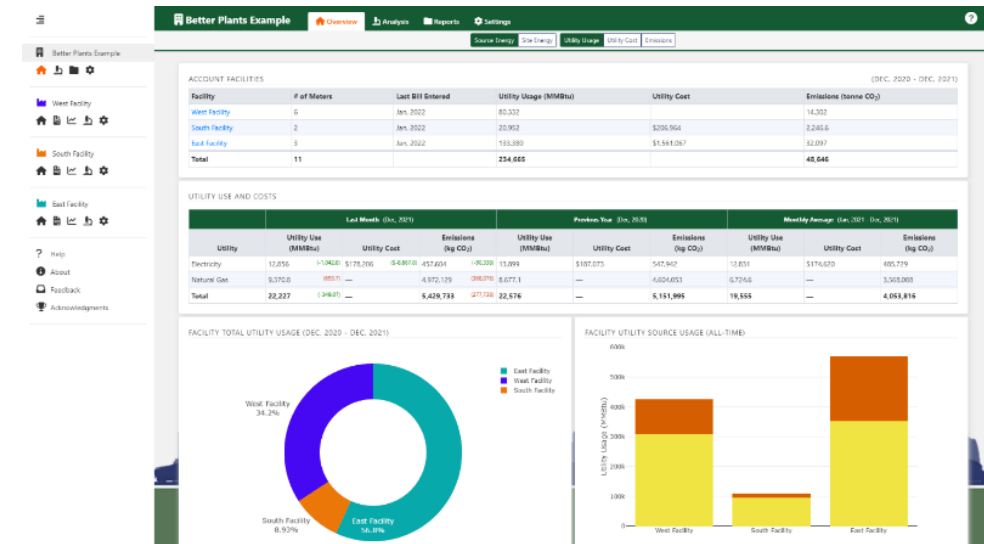 Better Plants Example
Overview
Analysis
Reports
Settings
Source Energy
Site Energy
Utility Usage
Utility Cost
Emissions
Better Plants Example
West Facility
South Facility
East Facility
Help
About
Feedback
Acknowledgments
ACCOUNT FACILITIES (DEC, 2020 - DEC, 2021)
Facility # of Meters Last Bill Entered Utility Usage (MMBtu) Utility Cost Emissions (tonne CO2)
West Facility 6 Jan, 2022 80,332 14,302
South Facility 2 Jan, 2022 20,952 $206,964 2,246.6
East Facility 3 Jan, 2022 133,380 $1,561,067 32,097
Total 11 234,665 48,646
UTILITY USE AND COSTS
Last Month (Dec, 2021) Previous Year (Dec, 2020) Monthly Average (Jan, 2021 - Dec, 2021)
Utility Utility Use (MMBtu) Utility Cost Emissions (kg CO2) Utility Use (MMBtu) Utility Cost Emissions (kg CO2) Utility Use (MMBtu) Utility Cost Emissions (kg CO2)
Electricity 12,856 $178,206 457,604 13,899 $187,073 547,942 12,831 $174,620 485,729
Natural Gas 9,370.8 — 4,972,129 8,677.1 — 4,604,053 6,724.6 — 3,568,088
Total 22,227 — 5,429,733 22,576 — 5,151,995 19,555 — 4,053,816
FACILITY TOTAL UTILITY USAGE (DEC, 2020 - DEC, 2021)
East Facility
West Facility
South Facility
West Facility
34.2%
South Facility
8.93%
East Facility
56.8%
FACILITY UTILITY SOURCE USAGE (ALL-TIME)
Utility Usage (MMBtu)
600k
500k
400k
300k
200k
100k
0
West Facility
South Facility
East Facility